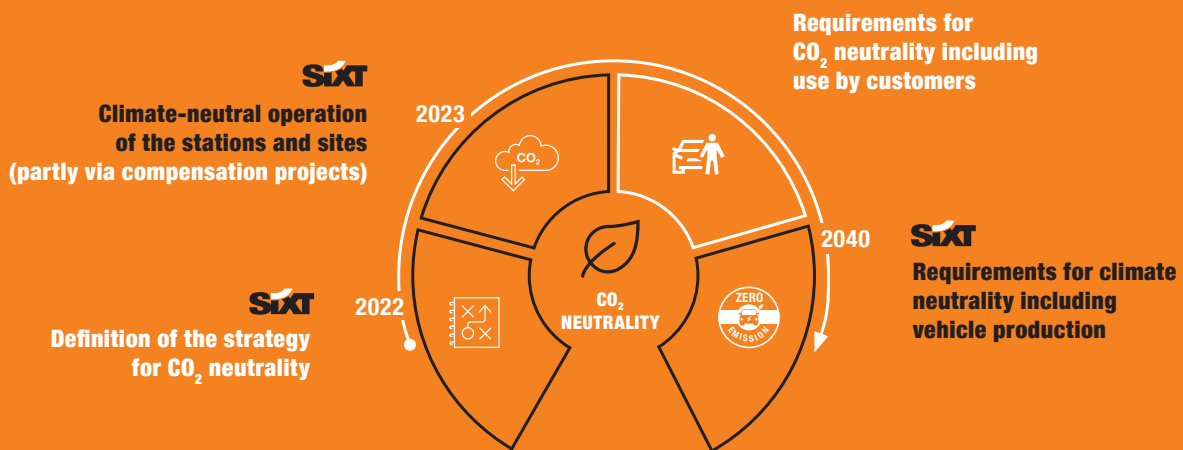 SIXT
Climate-neutral operation
of the stations and sites
(partly via compensation projects)
2023
CO₂
Requirements for
CO₂ neutrality including
use by customers
SIXT
Definition of the strategy
for CO₂ neutrality
2022
CO₂
NEUTRALITY
ZERO
EMISSION
2040
SIXT
Requirements for climate
neutrality including
vehicle production